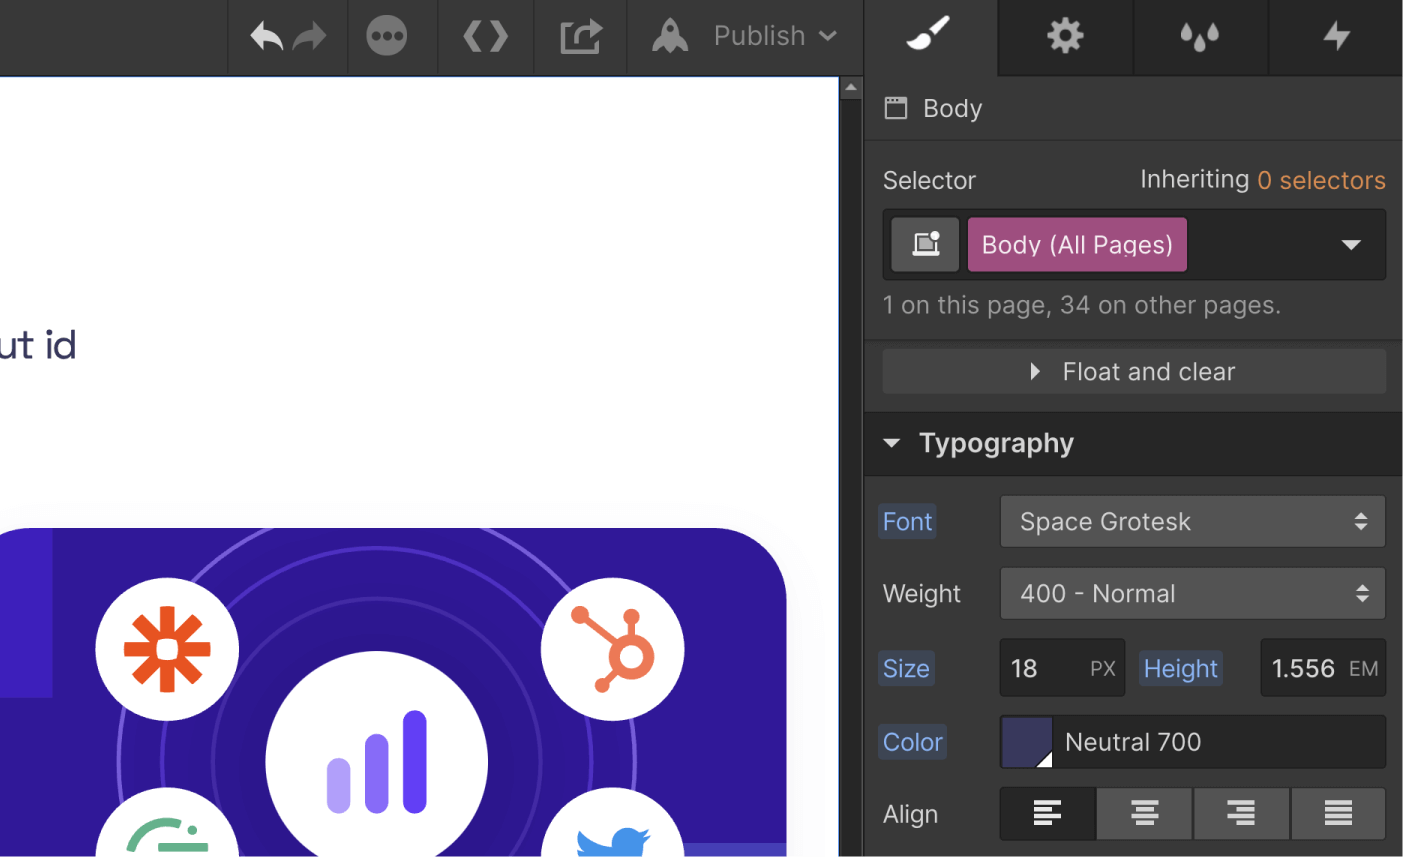 Publish
Body
Selector
Inheriting 0 selectors
Body (All Pages)
1 on this page, 34 on other pages.
ut id
Float and clear
Typography
Font
Space Grotesk
Weight
400 - Normal
Size
18 PX
Height
1.556 EM
Color
Neutral 700
Align